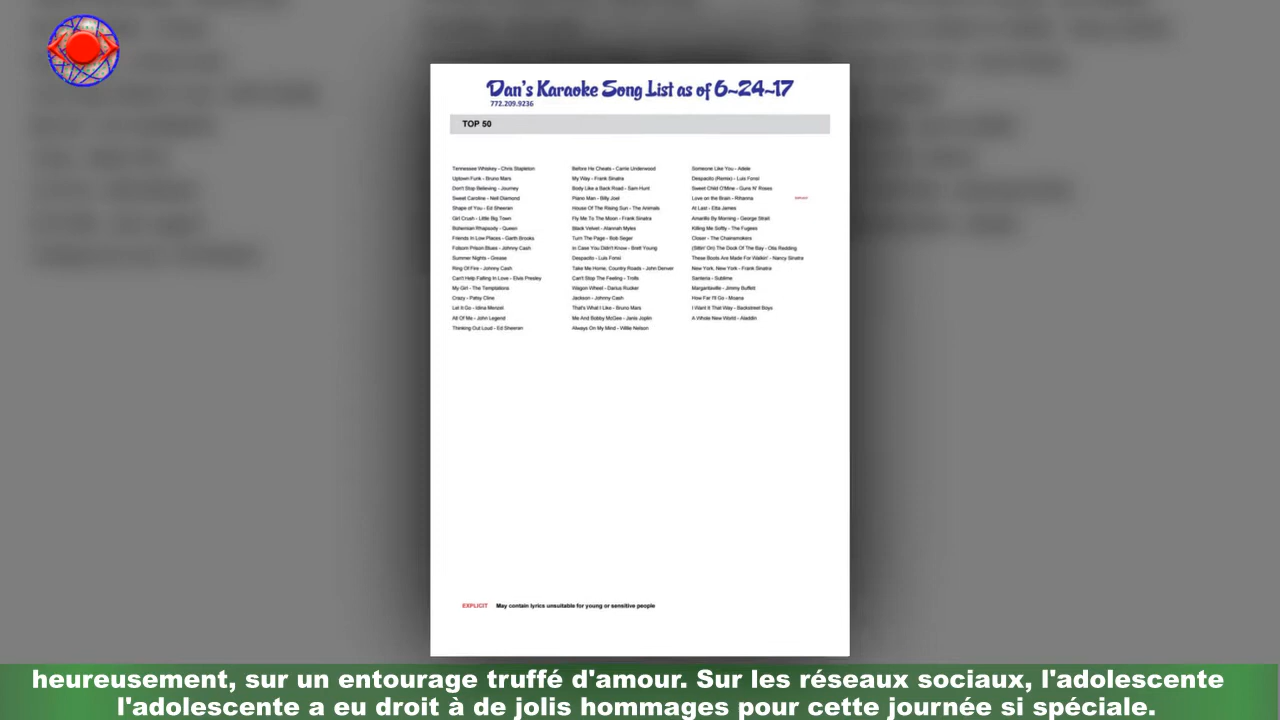 Dan's Karaoke Song List as of 6~24~17
772.209.9236
TOP 50
Tennessee Whiskey - Chris Stapleton
Uptown Funk - Bruno Mars
Don't Stop Believing - Journey
Sweet Caroline - Neil Diamond
Shape of You - Ed Sheeran
Girl Crush - Little Big Town
Bohemian Rhapsody - Queen
Friends In Low Places - Garth Brooks
Folsom Prison Blues - Johnny Cash
Summer Nights - Grease
Ring Of Fire - Johnny Cash
Can't Help Falling In Love - Elvis Presley
My Girl - The Temptations
Crazy - Patsy Cline
Let It Go - Idina Menzel
All Of Me - John Legend
Thinking Out Loud - Ed Sheeran
Before He Cheats - Carrie Underwood
My Way - Frank Sinatra
Body Like a Back Road - Sam Hunt
Piano Man - Billy Joel
House Of The Rising Sun - The Animals
Fly Me To The Moon - Frank Sinatra
Black Velvet - Alannah Myles
Turn The Page - Bob Seger
In Case You Didn't Know - Brett Young
Despacito - Luis Fonsi
Take Me Home, Country Roads - John Denver
Can't Stop The Feeling - Trolls
Wagon Wheel - Darius Rucker
Jackson - Johnny Cash
That's What I Like - Bruno Mars
Me And Bobby McGee - Janis Joplin
Always On My Mind - Willie Nelson
Someone Like You - Adele
Despacito (Remix) - Luis Fonsi
Sweet Child O'Mine - Guns N' Roses
Love on the Brain - Rihanna EXPLICIT
At Last - Etta James
Amarillo By Morning - George Strait
Killing Me Softly - The Fugees
Closer - The Chainsmokers
(Sittin' On) The Dock Of The Bay - Otis Redding
These Boots Are Made For Walkin' - Nancy Sinatra
New York, New York - Frank Sinatra
Santeria - Sublime
Margaritaville - Jimmy Buffett
How Far I'll Go - Moana
I Want It That Way - Backstreet Boys
A Whole New World - Aladdin
EXPLICIT May contain lyrics unsuitable for young or sensitive people
heureusement, sur un entourage truffé d'amour. Sur les réseaux sociaux, l'adolescente
l'adolescente a eu droit à de jolis hommages pour cette journée si spéciale.